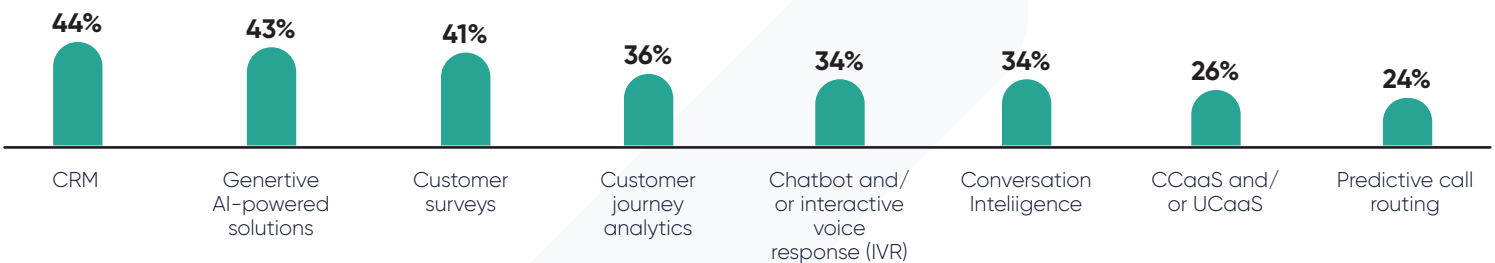 44%
43%
41%
36%
34%
34%
26%
24%
CRM
Genertive
AI-powered
solutions
Customer
surveys
Customer
journey
analytics
Chatbot and/
or interactive
voice
response (IVR)
Conversation
Inteliigence
CCaaS and/
or UCaaS
Predictive call
routing